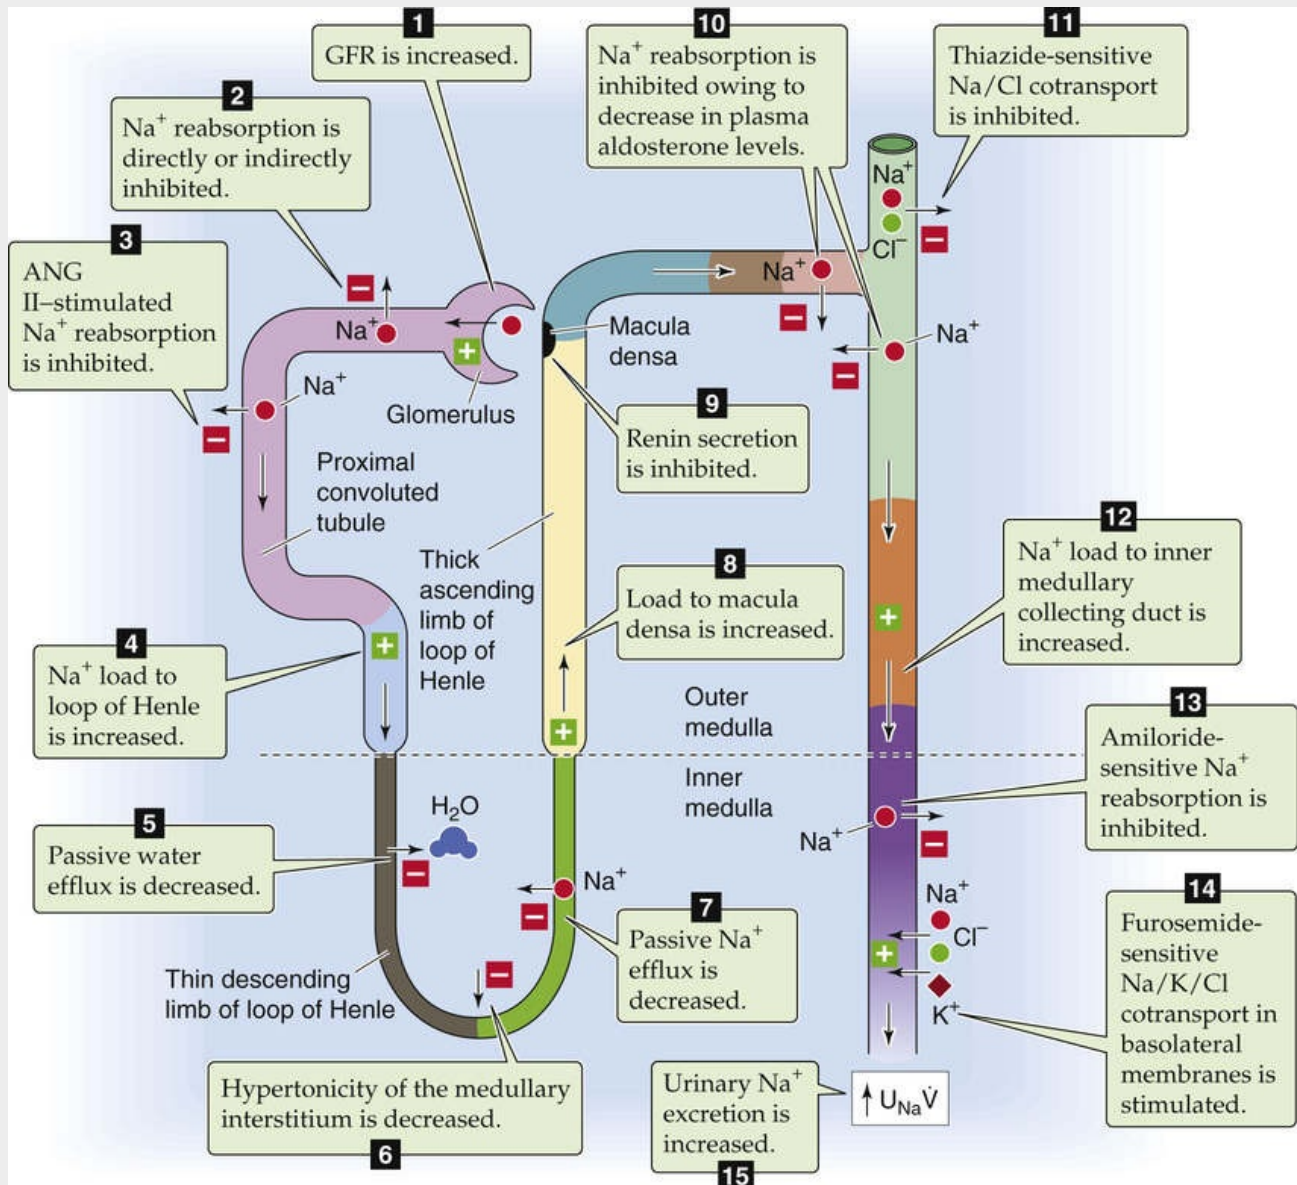 1
GFR is increased.
2
Na⁺ reabsorption is
directly or indirectly
inhibited.
3
ANG
II–stimulated
Na⁺ reabsorption
is inhibited.
10
Na⁺ reabsorption is
inhibited owing to
decrease in plasma
aldosterone levels.
11
Thiazide-sensitive
Na/Cl cotransport
is inhibited.
Na⁺
Cl⁻
−
Na⁺
−
Na⁺
−
Na⁺
−
+
Glomerulus
Macula
densa
Na⁺
−
Na⁺
−
9
Renin secretion
is inhibited.
Proximal
convoluted
tubule
Thick
ascending
limb of
loop of
Henle
8
Load to macula
densa is increased.
12
Na⁺ load to inner
medullary
collecting duct is
increased.
+
4
Na⁺ load to
loop of Henle
is increased.
+
+
Outer
medulla
Inner
medulla
13
Amiloride-
sensitive Na⁺
reabsorption is
inhibited.
Na⁺
−
5
Passive water
efflux is decreased.
H₂O
−
Na⁺
−
7
Passive Na⁺
efflux is
decreased.
14
Furosemide-
sensitive
Na/K/Cl
cotransport in
basolateral
membranes is
stimulated.
Na⁺
Cl⁻
+
K⁺
Thin descending
limb of loop of Henle
−
Hypertonicity of the medullary
interstitium is decreased.
6
Urinary Na⁺
excretion is
increased.
15
↑ U_NaV̇